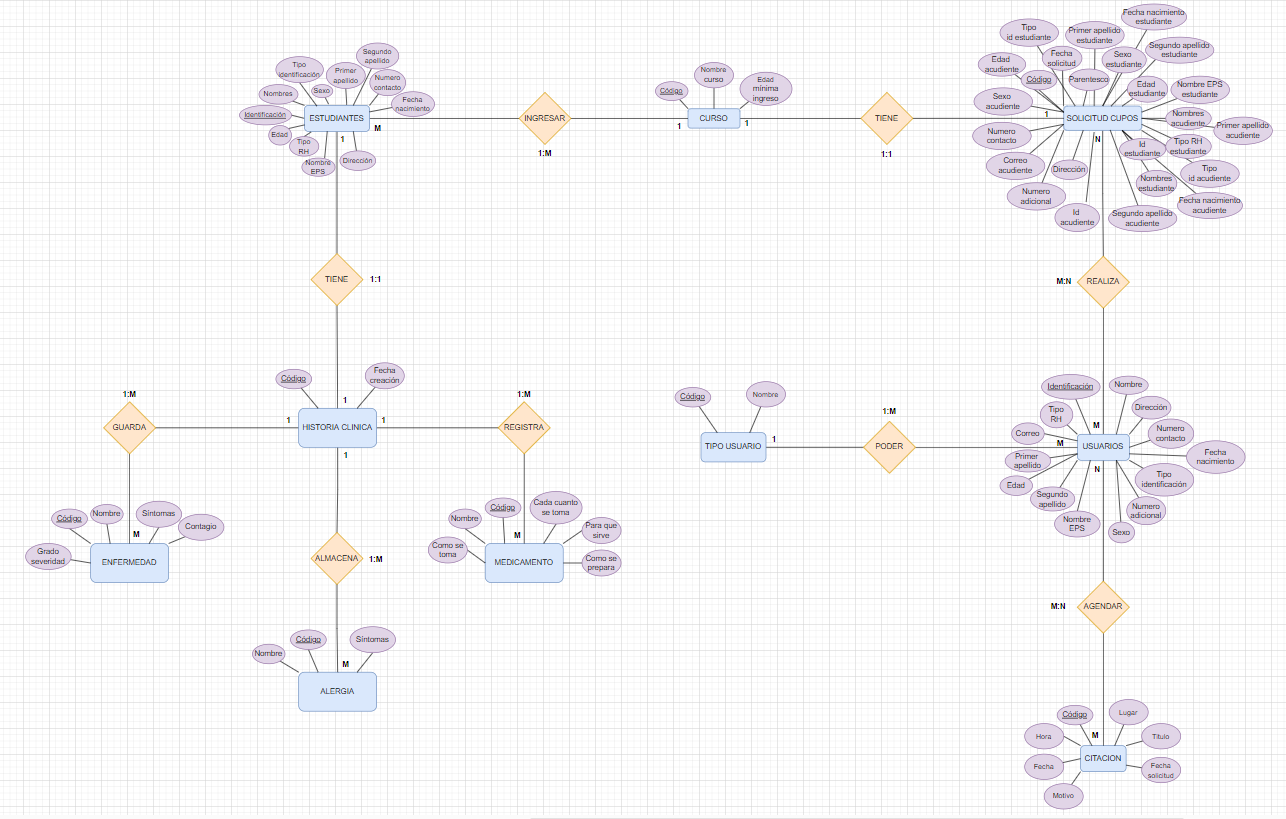 Fecha nacimiento
estudiante
Tipo
id estudiante
Primer apellido
estudiante
Segundo apellido
estudiante
Fecha
solicitud
Sexo
estudiante
Edad
acudiente
Código
Parentesco
Edad
estudiante
Nombre EPS
estudiante
Sexo
acudiente
1
SOLICITUD CUPOS
Nombres
acudiente
Primer apellido
acudiente
Numero
contacto
N
Id
estudiante
Tipo RH
estudiante
Correo
acudiente
Dirección
Tipo
id acudiente
Nombres
estudiante
Numero
adicional
Fecha nacimiento
acudiente
Id
acudiente
Segundo apellido
acudiente
Segundo
apellido
Tipo
identificación
Primer
apellido
Numero
contacto
Nombres
Sexo
Fecha
nacimiento
Identificación
ESTUDIANTES
M
Edad
1
Tipo
RH
Nombre
EPS
Dirección
INGRESAR
1:M
Código
Nombre
curso
Edad
mínima
ingreso
1
CURSO
1
TIENE
1:1
TIENE
1:1
REALIZA
M:N
Código
Fecha
creación
1
1
HISTORIA CLINICA
1
1
1:M
GUARDA
1:M
REGISTRA
Código
Nombre
Síntomas
Contagio
Grado
severidad
M
ENFERMEDAD
ALMACENA
1:M
Nombre
Código
Cada cuanto
se toma
Para que
sirve
Como se
toma
M
MEDICAMENTO
Como se
prepara
Nombre
Código
Síntomas
M
ALERGIA
Código
Nombre
TIPO USUARIO
1
1:M
PODER
Identificación
Nombre
Tipo
RH
Dirección
Correo
M
Numero
contacto
M
USUARIOS
Primer
apellido
N
Fecha
nacimiento
Edad
Segundo
apellido
Tipo
identificación
Nombre
EPS
Numero
adicional
Sexo
M:N
AGENDAR
Código
Lugar
Hora
M
Titulo
CITACION
Fecha
Fecha
solicitud
Motivo